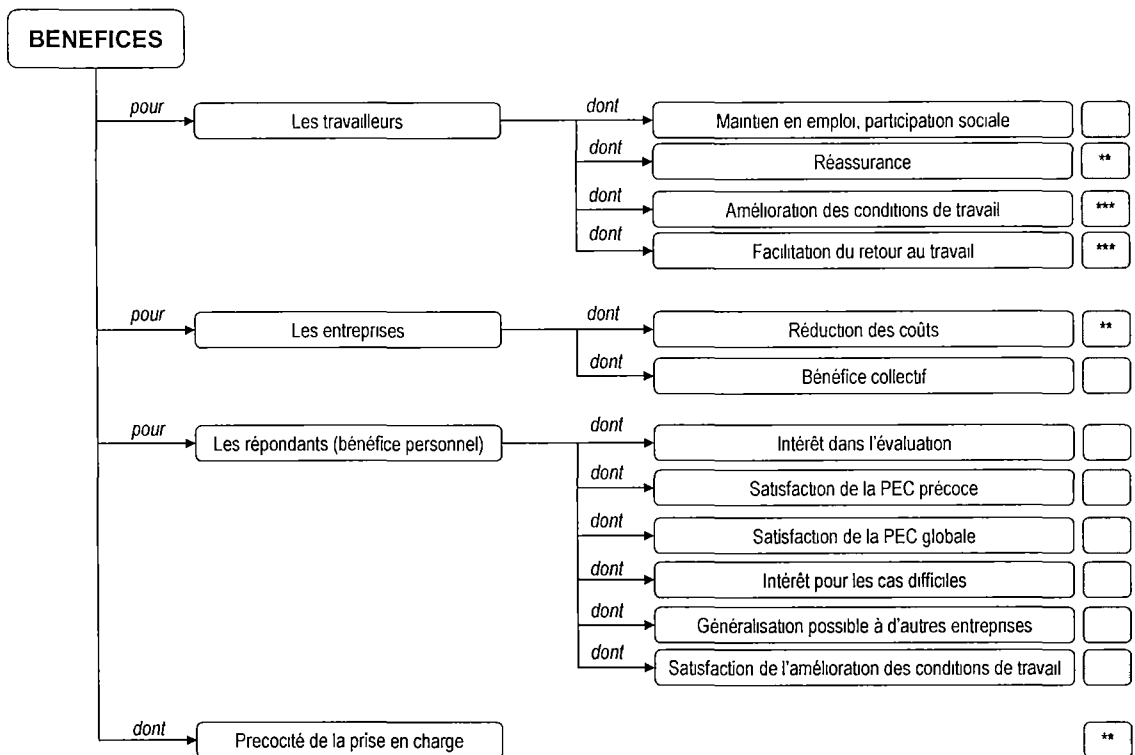 BENEFICES
pour
Les travailleurs
dont
Maintien en emploi, participation sociale
dont
Réassurance
**
dont
Amélioration des conditions de travail
***
dont
Facilitation du retour au travail
***
pour
Les entreprises
dont
Réduction des coûts
**
dont
Bénéfice collectif
pour
Les répondants (bénéfice personnel)
dont
Intérêt dans l'évaluation
dont
Satisfaction de la PEC précoce
dont
Satisfaction de la PEC globale
dont
Intérêt pour les cas difficiles
dont
Généralisation possible à d'autres entreprises
dont
Satisfaction de l'amélioration des conditions de travail
dont
Precocité de la prise en charge
**